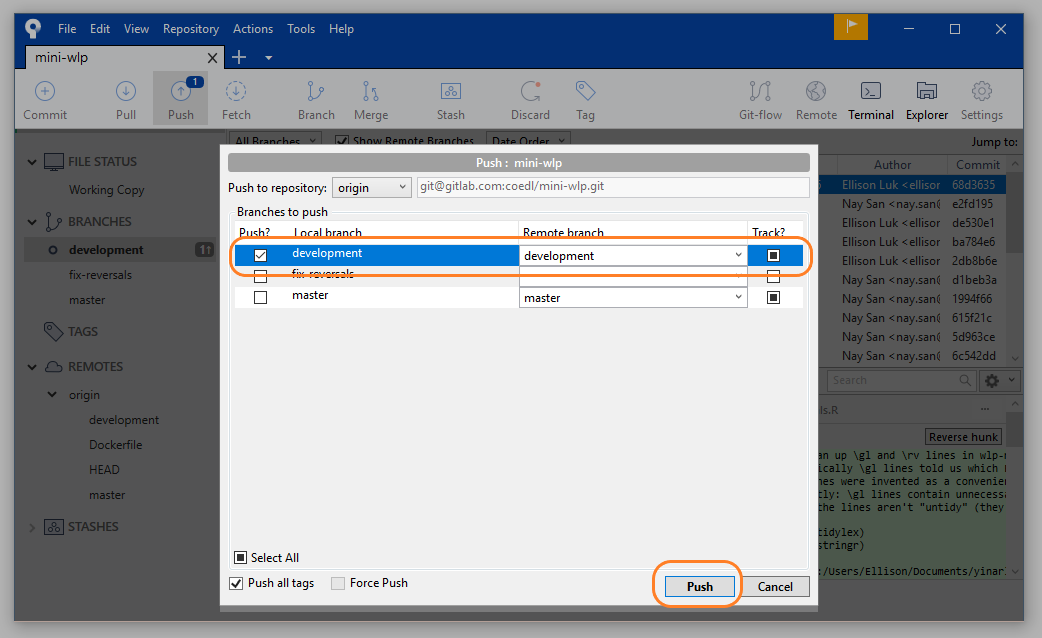 File Edit View Repository Actions Tools Help
mini-wlp
Commit Pull Push 1 Fetch Branch Merge Stash Discard Tag Git-flow Remote Terminal Explorer Settings
All Branches Show Remote Branches Date Order Jump to:
FILE STATUS
Working Copy
BRANCHES
development 1
fix-reversals
master
TAGS
REMOTES
origin
development
Dockerfile
HEAD
master
STASHES
Push : mini-wlp
Push to repository: origin git@gitlab.com:coedl/mini-wlp.git
Branches to push
Push? Local branch Remote branch Track?
development development
fix-reversals
master master
Select All
Push all tags Force Push
Push Cancel
Author Commit
Ellison Luk <ellison 68d3635
Nay San <nay.san@ e2fd195
Ellison Luk <ellison de530e1
Ellison Luk <ellison ba784e6
Ellison Luk <ellison 2db8b6e
Nay San <nay.san@ d1beb3a
Nay San <nay.san@ 1994f66
Nay San <nay.san@ 615f21c
Nay San <nay.san@ 5d963ce
Nay San <nay.san@ 6c542dd
Search
ls.R ...
Reverse hunk
an up \gl and \rv lines in wlp-
ically \gl lines told us which
nes were invented as a convenie
tly: \gl lines contain unnecessa
the lines aren't "untidy" (they
tidylex)
stringr)
:/Users/Ellison/Documents/yinar